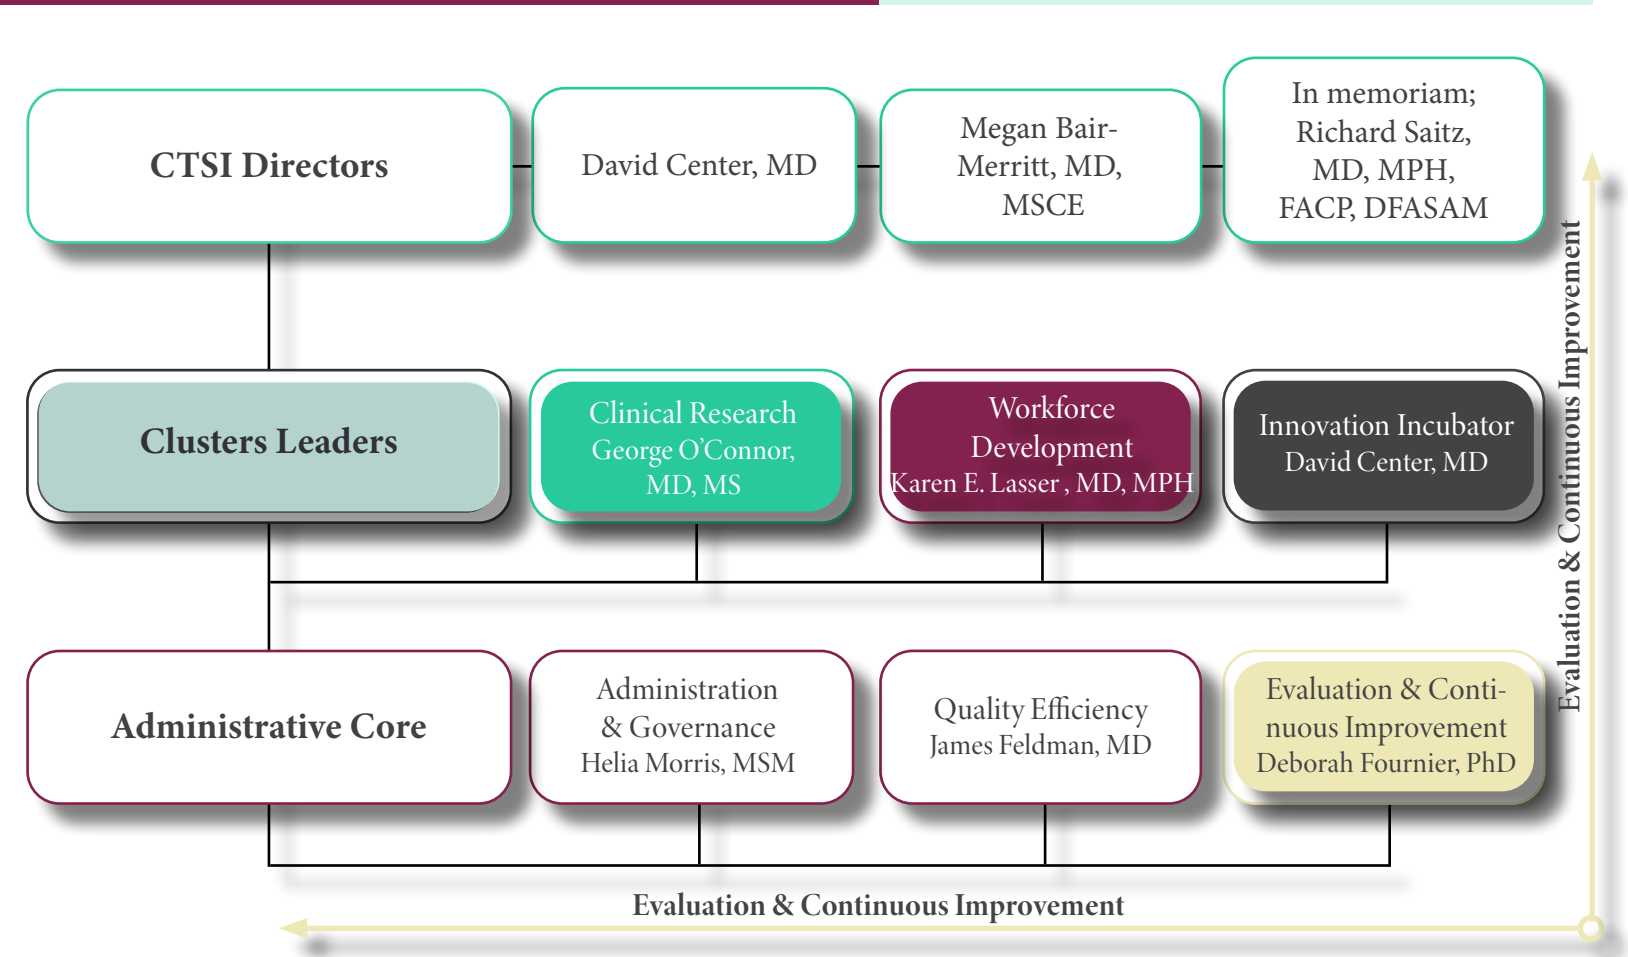 CTSI Directors
David Center, MD
Megan Bair-
Merritt, MD,
MSCE
In memoriam;
Richard Saitz,
MD, MPH,
FACP, DFASAM
Clusters Leaders
Clinical Research
George O’Connor,
MD, MS
Workforce
Development
Karen E. Lasser , MD, MPH
Innovation Incubator
David Center, MD
Administrative Core
Administration
& Governance
Helia Morris, MSM
Quality Efficiency
James Feldman, MD
Evaluation & Conti-
nuous Improvement
Deborah Fournier, PhD
Evaluation & Continuous Improvement
Evaluation & Continuous Improvement